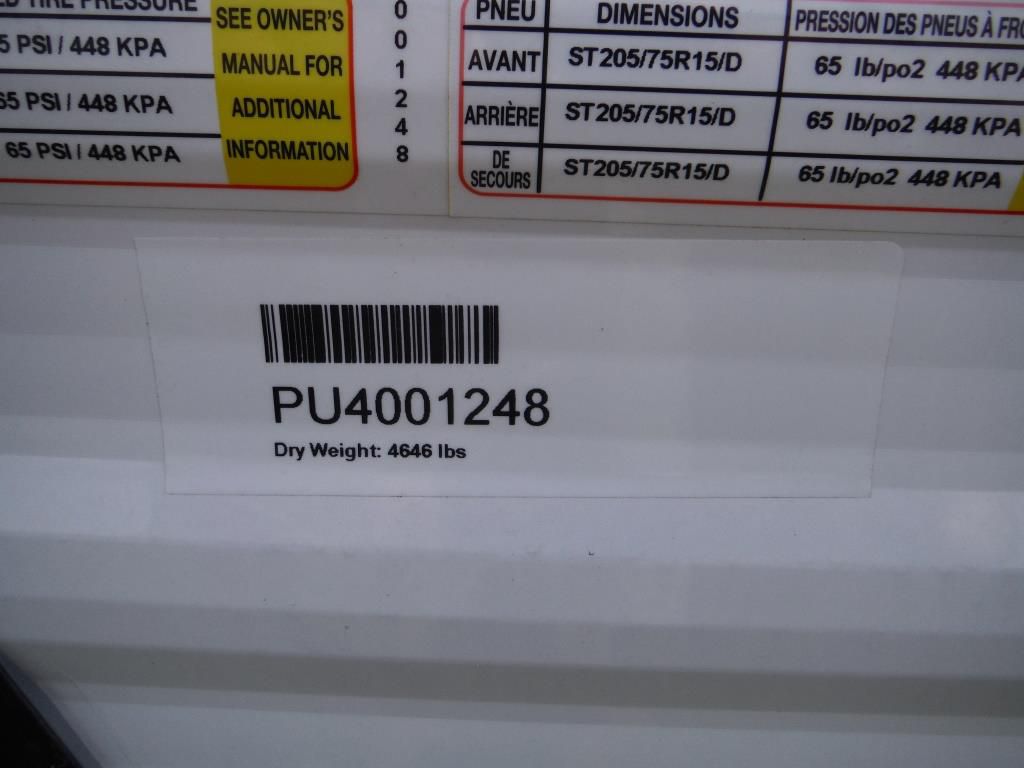 TIRE PRESSURE
5 PSI / 448 KPA
65 PSI / 448 KPA
65 PSI / 448 KPA
SEE OWNER'S
MANUAL FOR
ADDITIONAL
INFORMATION
0
0
1
2
4
8
PNEU DIMENSIONS PRESSION DES PNEUS À FRO
AVANT ST205/75R15/D 65 lb/po2 448 KPA
ARRIÈRE ST205/75R15/D 65 lb/po2 448 KPA
DE
SECOURS ST205/75R15/D 65 lb/po2 448 KPA
PU4001248
Dry Weight: 4646 lbs